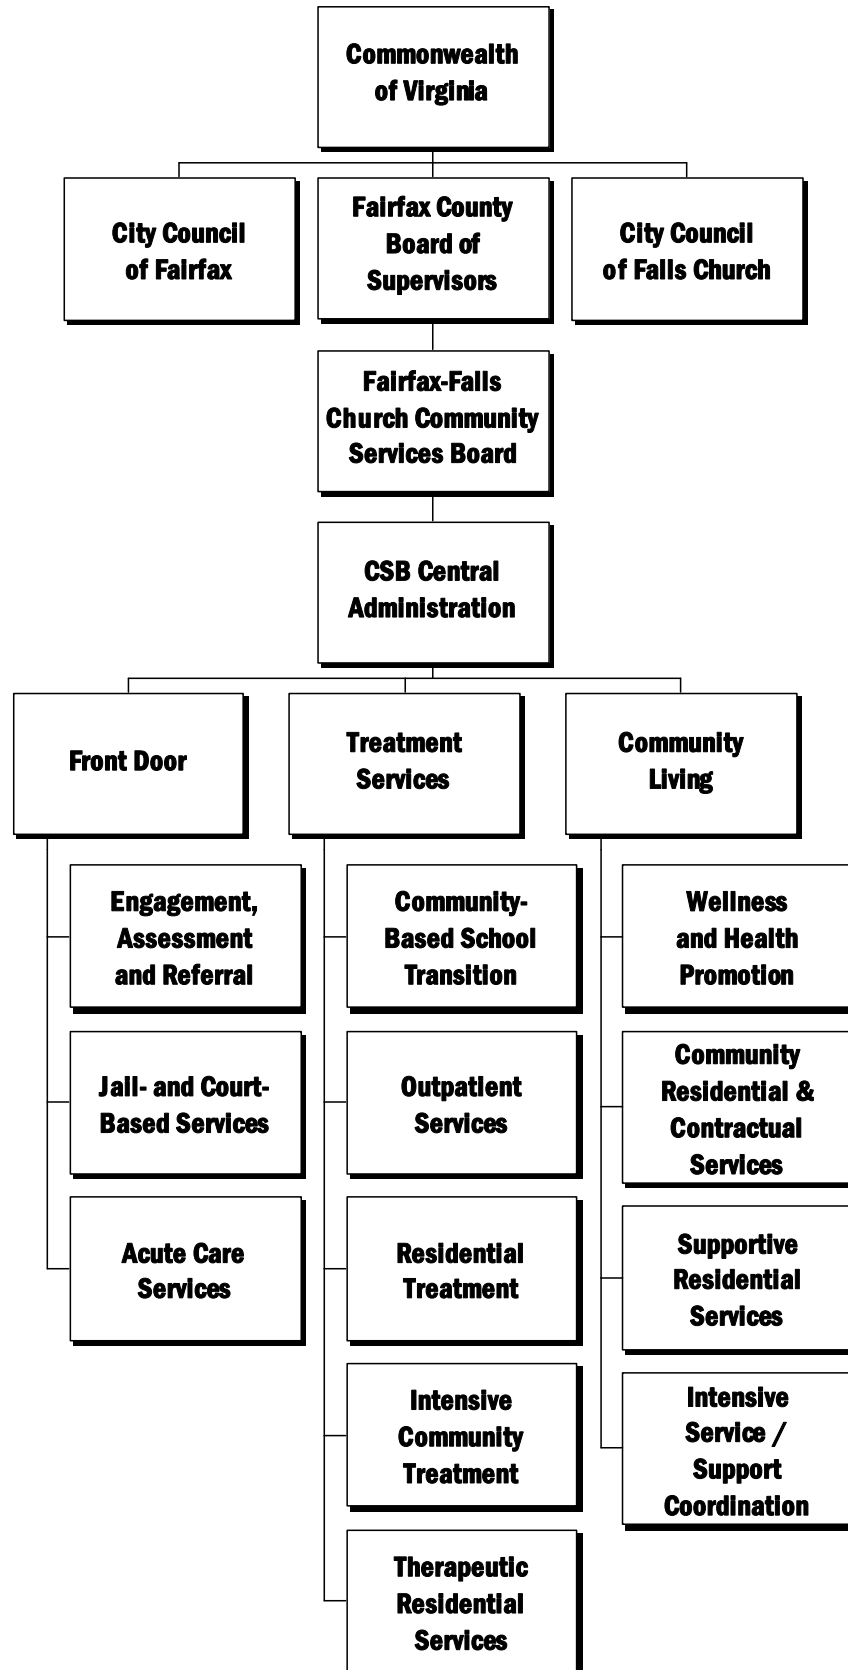 Commonwealth
of Virginia
City Council
of Fairfax
Fairfax County
Board of
Supervisors
City Council
of Falls Church
Fairfax-Falls
Church Community
Services Board
CSB Central
Administration
Front Door
Treatment
Services
Community
Living
Engagement,
Assessment
and Referral
Jail- and Court-
Based Services
Acute Care
Services
Community-
Based School
Transition
Outpatient
Services
Residential
Treatment
Intensive
Community
Treatment
Therapeutic
Residential
Services
Wellness
and Health
Promotion
Community
Residential &
Contractual
Services
Supportive
Residential
Services
Intensive
Service /
Support
Coordination